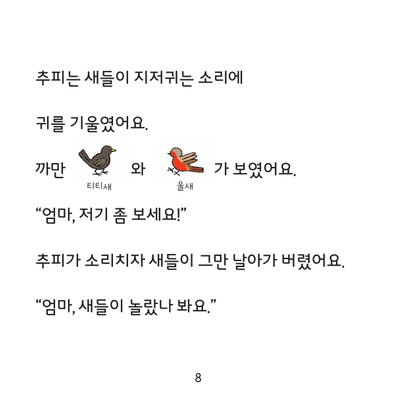 추피는 새들이 지저귀는 소리에
귀를 기울였어요.
까만 티티새 와 울새 가 보였어요.
“엄마, 저기 좀 보세요!”
추피가 소리치자 새들이 그만 날아가 버렸어요.
“엄마, 새들이 놀랐나 봐요.”
8